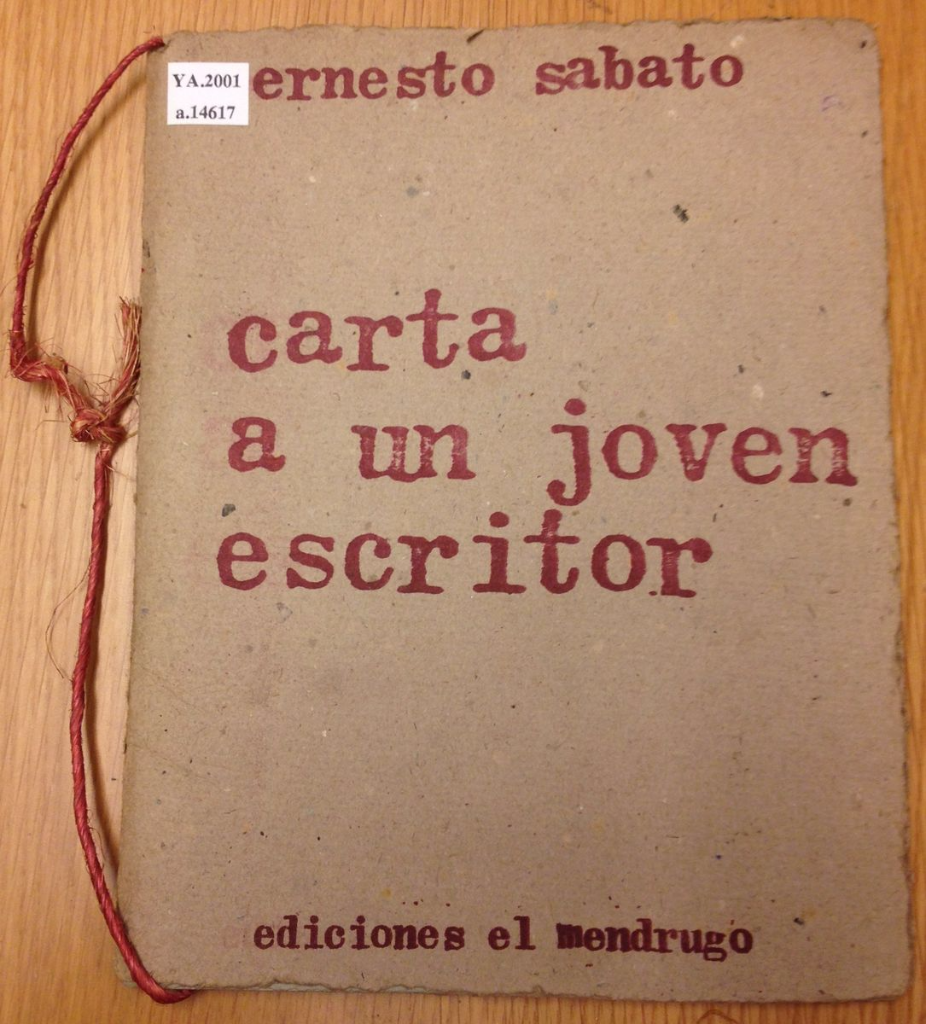 YA.2001
a.14617
ernesto sabato
carta
a un joven
escritor
ediciones el mendrugo